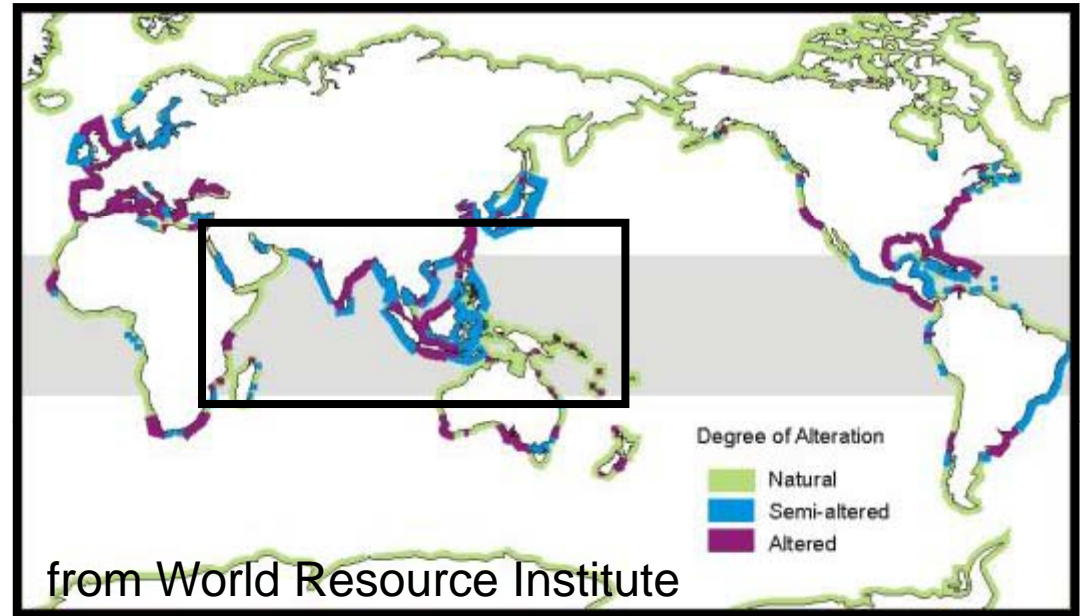 Degree of Alteration
Natural
Semi-altered
Altered
from World Resource Institute